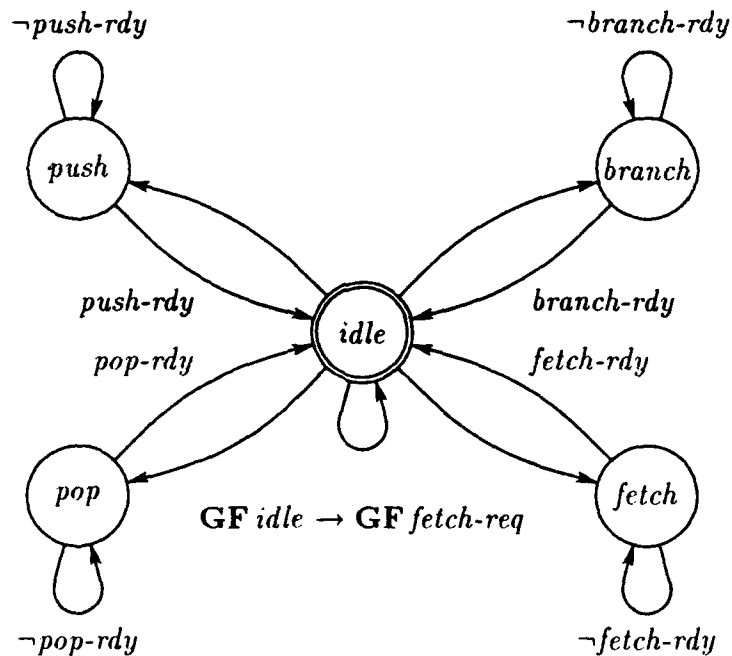 ¬push-rdy
¬branch-rdy
push
branch
push-rdy
branch-rdy
idle
pop-rdy
fetch-rdy
pop
fetch
GF idle → GF fetch-req
¬pop-rdy
¬fetch-rdy